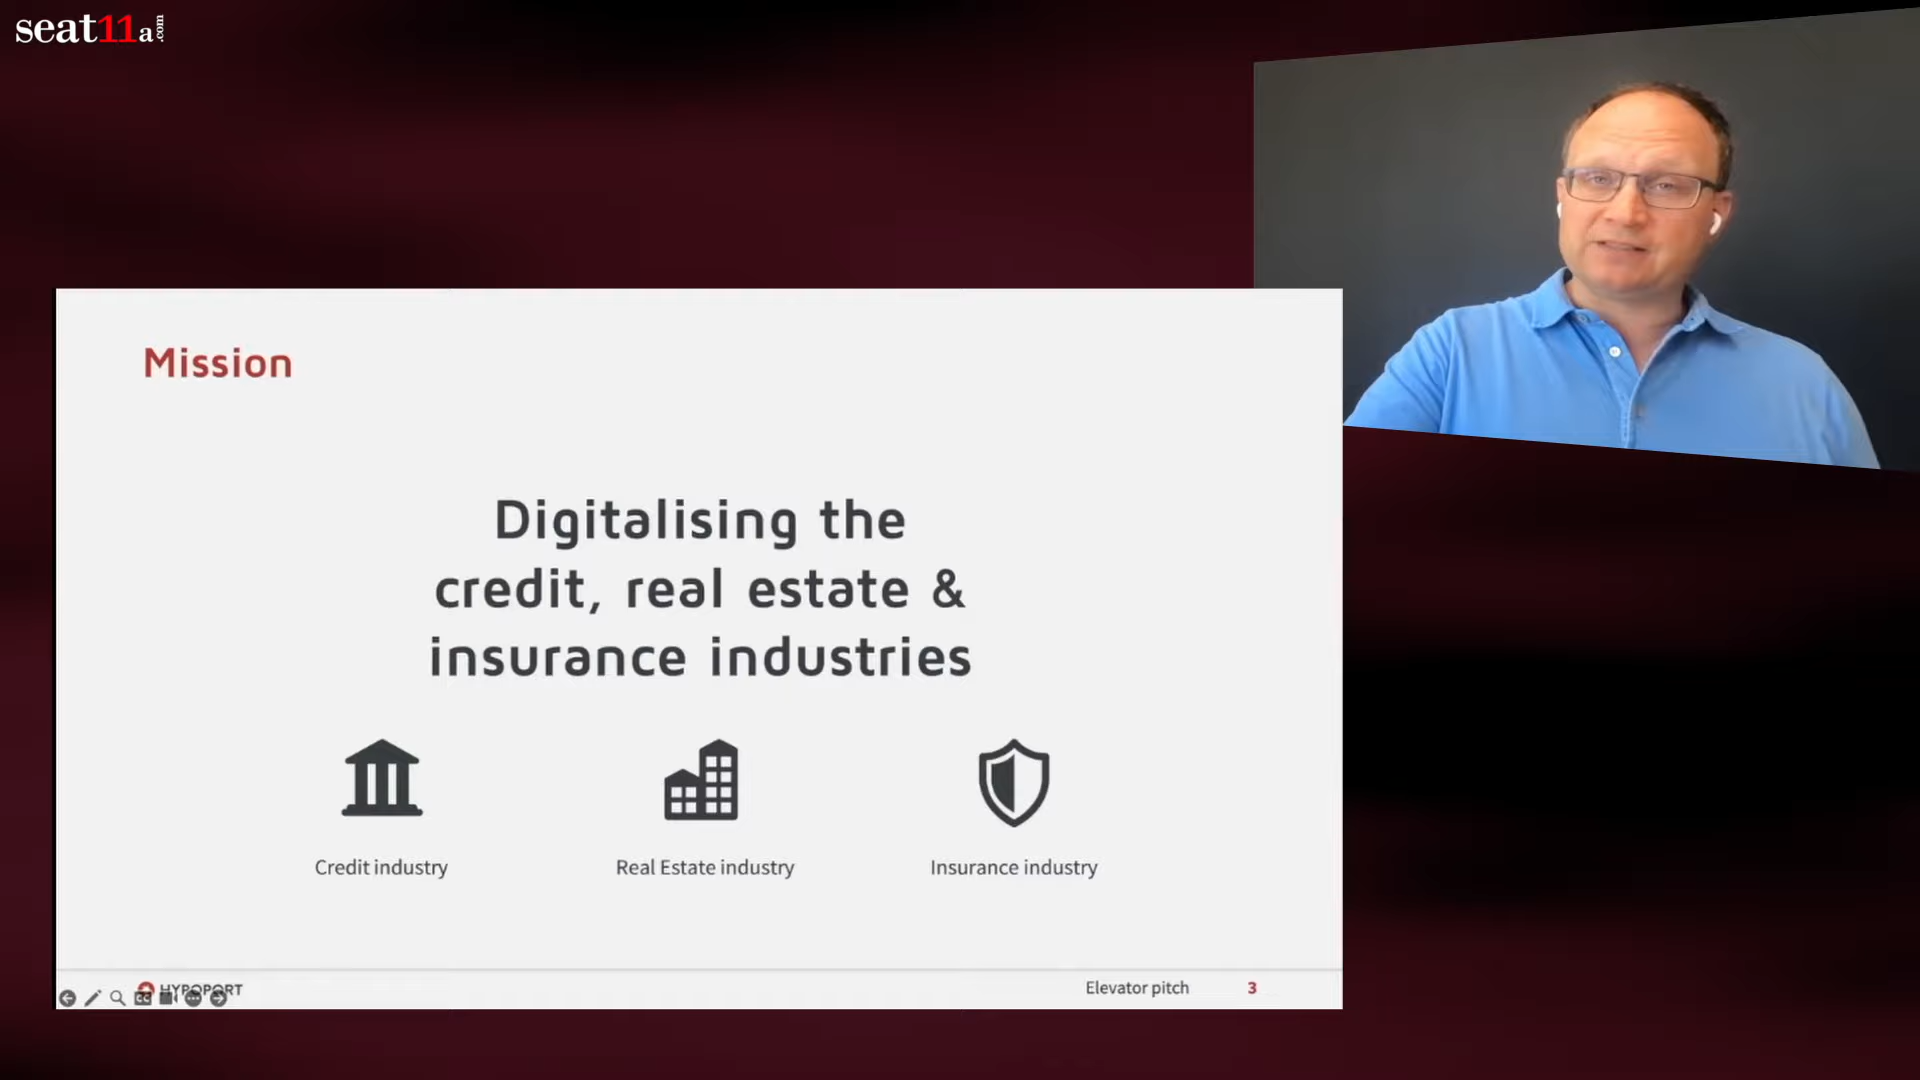 seat11a.com
Mission
Digitalising the
credit, real estate &
insurance industries
Credit industry
Real Estate industry
Insurance industry
HYPOPORT
Elevator pitch
3